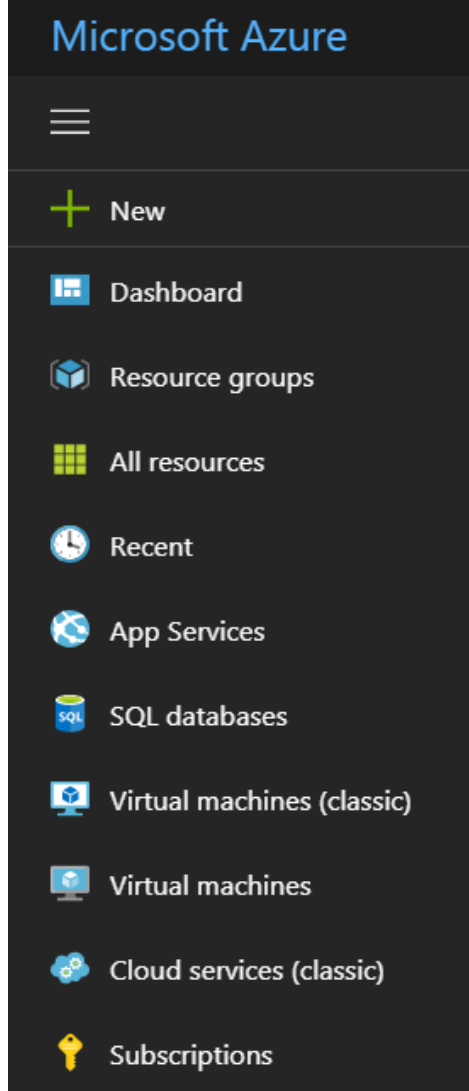 Microsoft Azure
New
Dashboard
Resource groups
All resources
Recent
App Services
SQL
SQL databases
Virtual machines (classic)
Virtual machines
Cloud services (classic)
Subscriptions